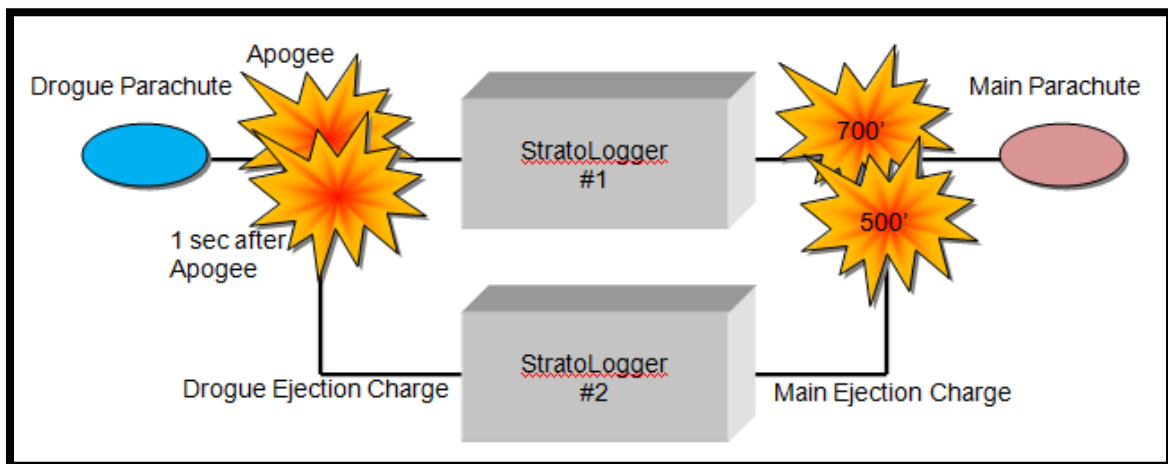 Apogee
Drogue Parachute
Main Parachute
700'
StratoLogger
#1
500'
1 sec after
Apogee
StratoLogger
#2
Drogue Ejection Charge
Main Ejection Charge